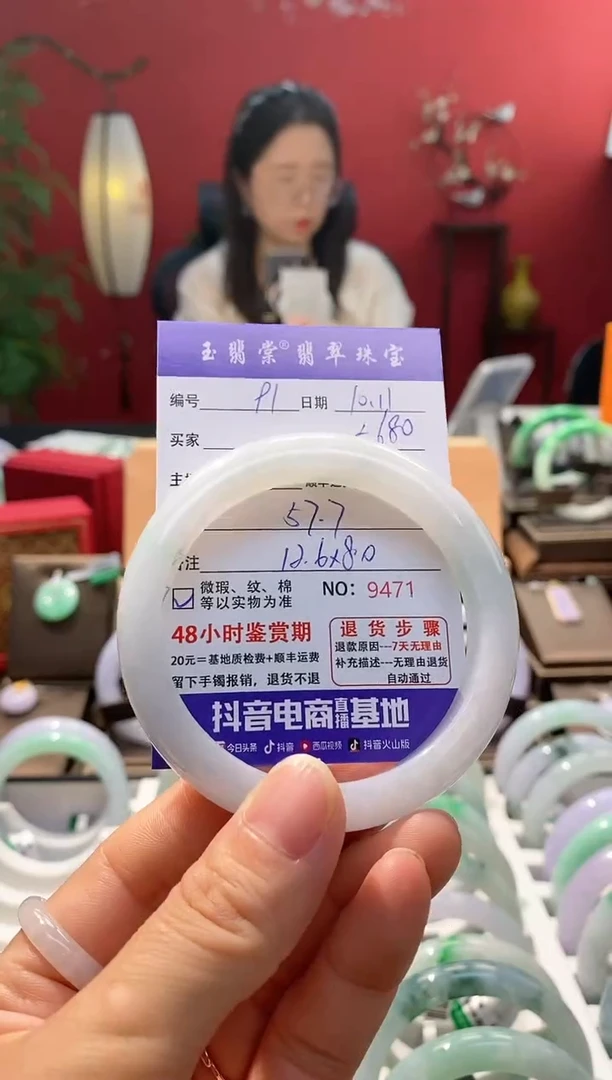 玉翡棠®翡翠珠宝
编号 91 日期 10.11
买家 680
57.7
注 12.6x8.0
微瑕、纹、棉
等以实物为准
NO: 9471
48小时鉴赏期
20元=基地质检费+顺丰运费
留下手镯报销，退货不退
退货步骤
退款原因---7天无理由
补充描述---无理由退货
自动通过
抖音电商直播基地
今日头条 抖音 西瓜视频 抖音火山版